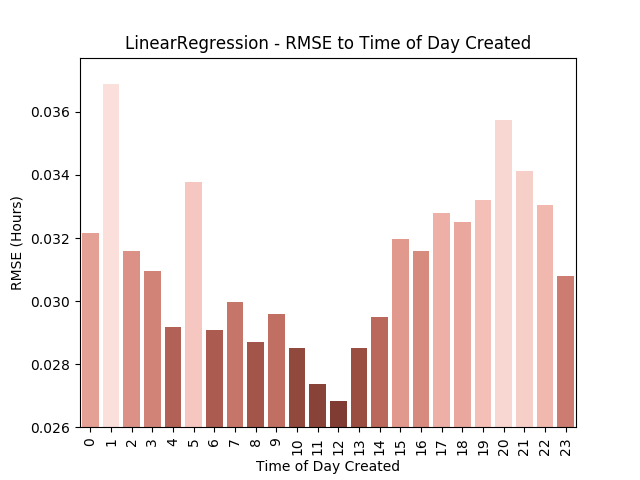 LinearRegression - RMSE to Time of Day Created
0.036
0.034
0.032
0.030
0.028
0.026
RMSE (Hours)
0 1 2 3 4 5 6 7 8 9 10 11 12 13 14 15 16 17 18 19 20 21 22 23
Time of Day Created